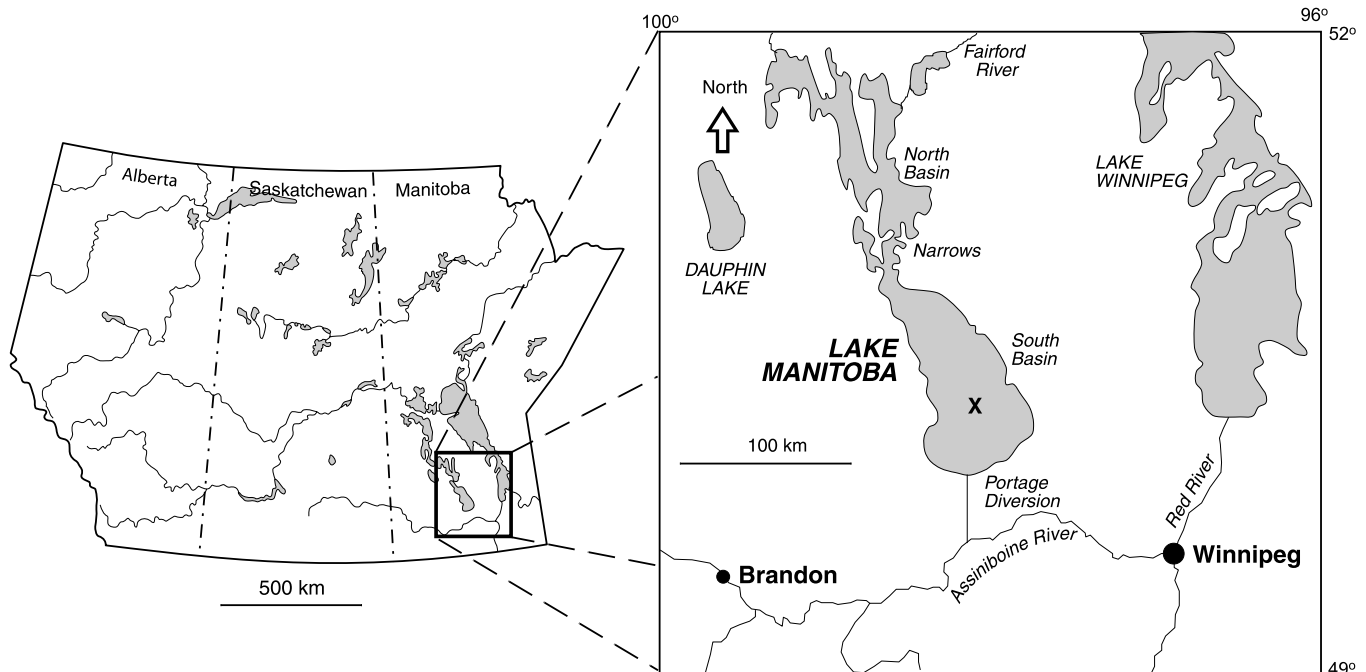 Alberta
Saskatchewan
Manitoba
500 km
100º
96º
52º
North
Fairford
River
North
Basin
LAKE
WINNIPEG
Narrows
DAUPHIN
LAKE
LAKE
MANITOBA
South
Basin
X
100 km
Portage
Diversion
Red River
Assiniboine River
Winnipeg
Brandon
49º